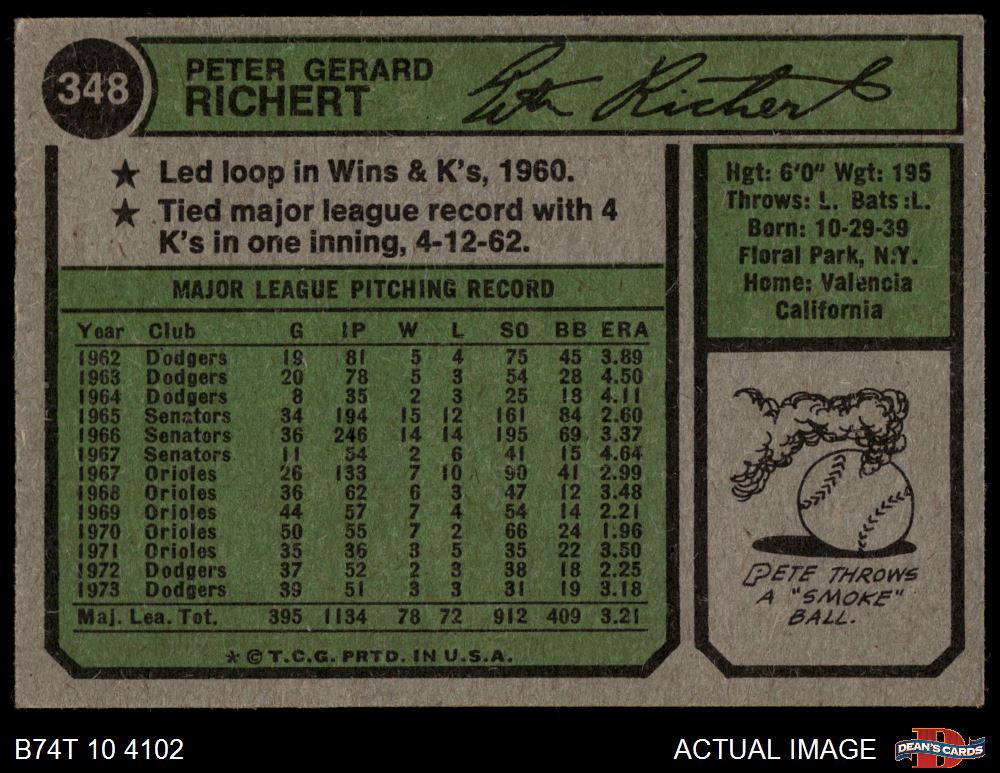 348
PETER GERARD
RICHERT
Pete Richert
★ Led loop in Wins & K's, 1960.
★ Tied major league record with 4
K's in one inning, 4-12-62.
MAJOR LEAGUE PITCHING RECORD
Year Club G IP W L SO BB ERA
1962 Dodgers 19 81 5 4 75 45 3.89
1963 Dodgers 20 78 5 3 54 28 4.50
1964 Dodgers 8 35 2 3 25 18 4.11
1965 Senators 34 194 15 12 161 84 2.60
1966 Senators 36 246 14 14 195 69 3.37
1967 Senators 11 54 2 6 41 15 4.64
1967 Orioles 26 133 7 10 90 41 2.99
1968 Orioles 36 62 6 3 47 12 3.48
1969 Orioles 44 57 7 4 54 14 2.21
1970 Orioles 50 55 7 2 66 24 1.96
1971 Orioles 35 36 3 5 35 22 3.50
1972 Dodgers 37 52 2 3 38 18 2.25
1973 Dodgers 39 51 3 3 31 19 3.18
Maj. Lea. Tot. 395 1134 78 72 912 409 3.21
* © T.C.G. PRTD. IN U.S.A.
Hgt: 6'0" Wgt: 195
Throws: L. Bats: L.
Born: 10-29-39
Floral Park, N.Y.
Home: Valencia
California
PETE THROWS
A "SMOKE"
BALL.
B74T 10 4102
ACTUAL IMAGE
DEAN'S CARDS